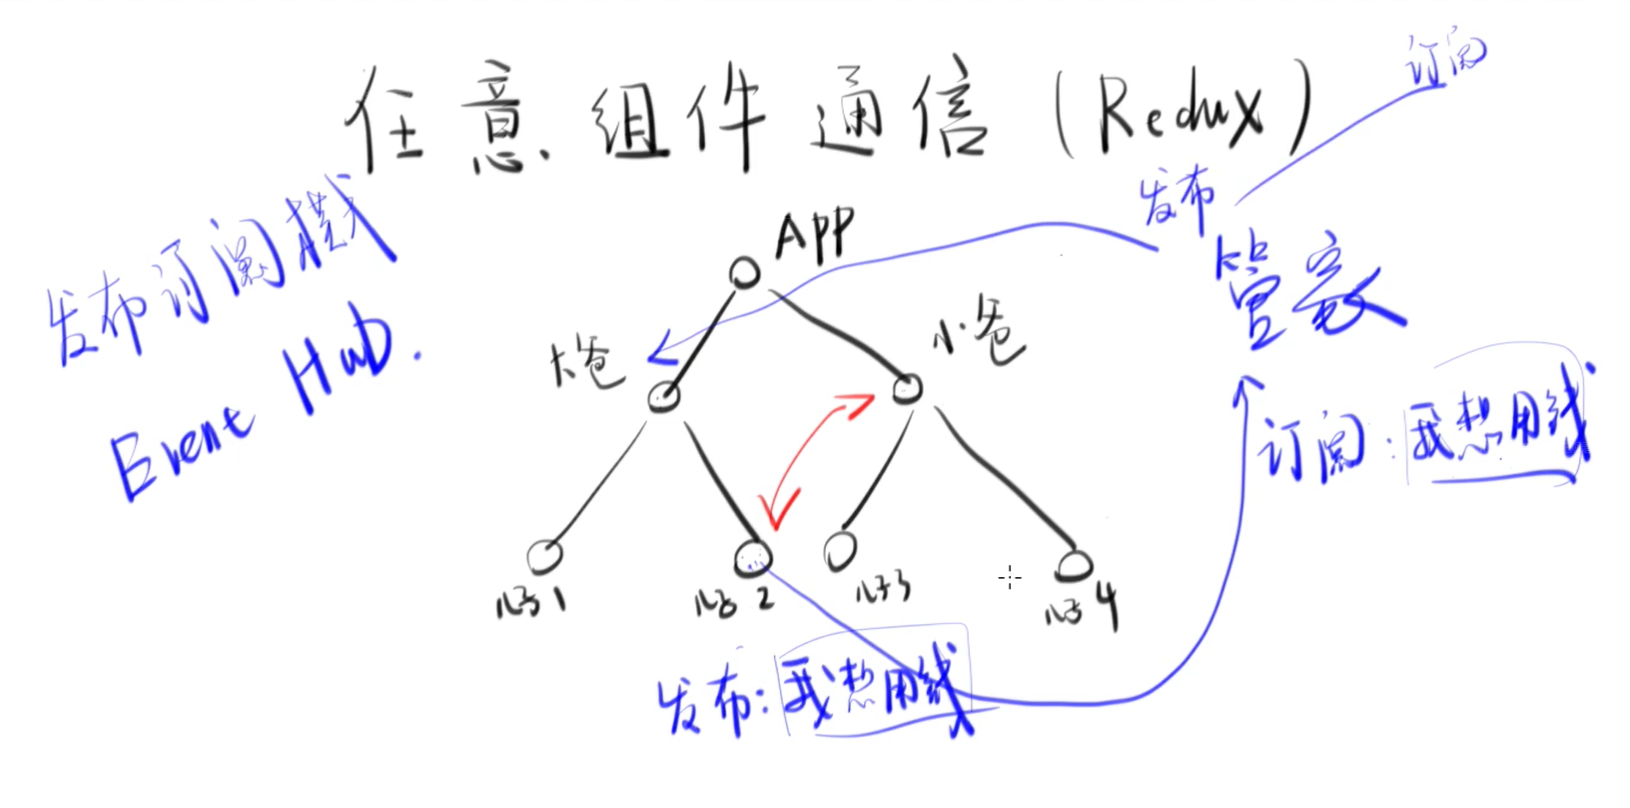 任意组件通信(Redux)
订阅
发布
发布订阅模式
Event Hub.
APP
管家
大爸
小爸
订阅:我想用钱
儿子1
儿子2
儿子3
儿子4
发布:我想用钱